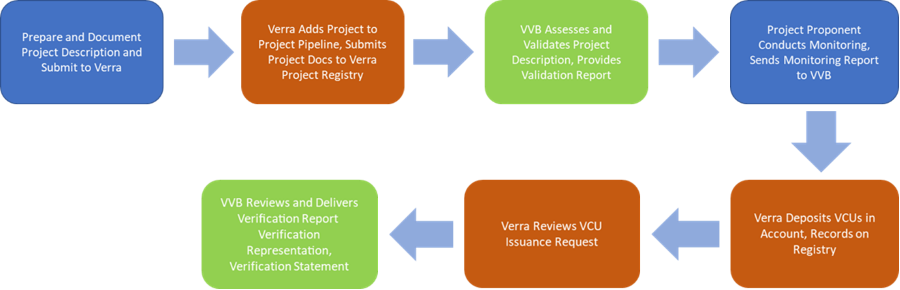 Prepare and Document
Project Description and
Submit to Verra
Verra Adds Project to
Project Pipeline, Submits
Project Docs to Verra
Project Registry
VVB Assesses and
Validates Project
Description, Provides
Validation Report
Project Proponent
Conducts Monitoring,
Sends Monitoring Report
to VVB
Verra Deposits VCUs in
Account, Records on
Registry
Verra Reviews VCU
Issuance Request
VVB Reviews and Delivers
Verification Report
Verification
Representation,
Verification Statement